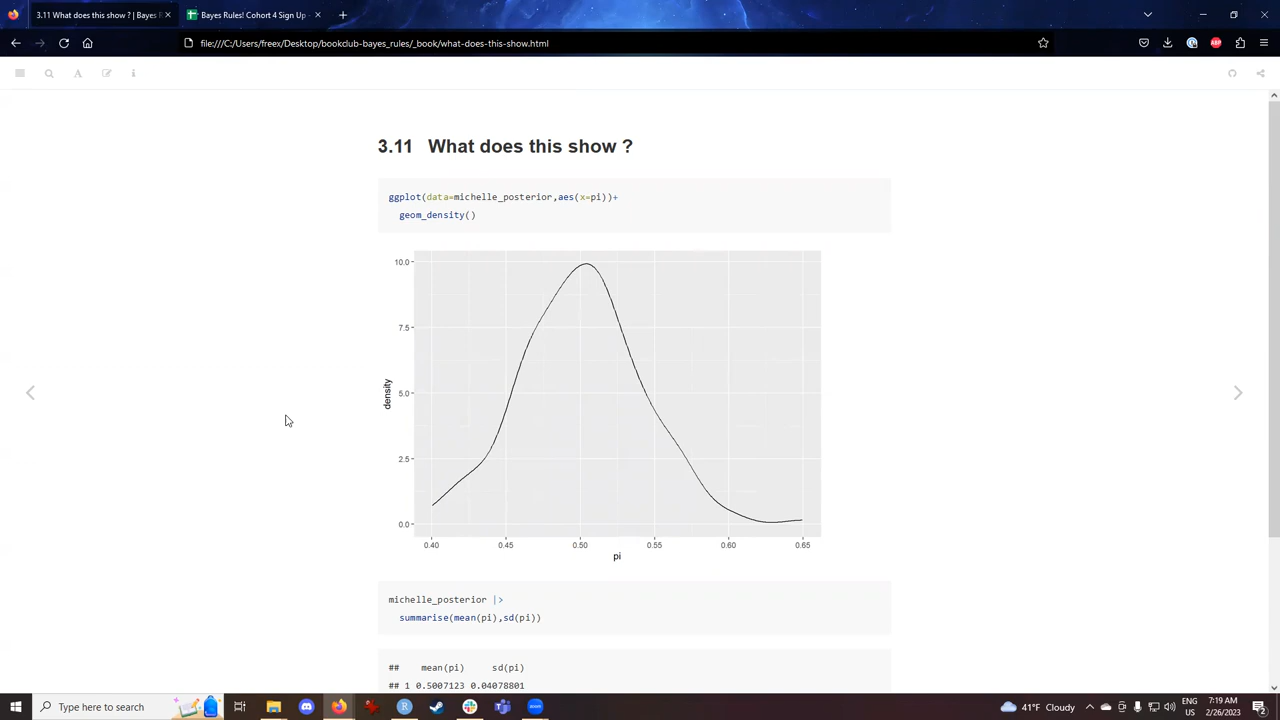 3.11 What does this show ? | Bayes R
Bayes Rules! Cohort 4 Sign Up -
file:///C:/Users/freex/Desktop/bookclub-bayes_rules/_book/what-does-this-show.html
ABP
3.11 What does this show ?
ggplot(data=michelle_posterior,aes(x=pi))+
geom_density()
10.0
7.5
5.0
2.5
0.0
density
0.40 0.45 0.50 0.55 0.60 0.65
pi
michelle_posterior |>
summarise(mean(pi),sd(pi))
## mean(pi) sd(pi)
## 1 0.5007123 0.04078801
Type here to search
zoom
41°F Cloudy
ENG
US
7:19 AM
2/26/2023
2